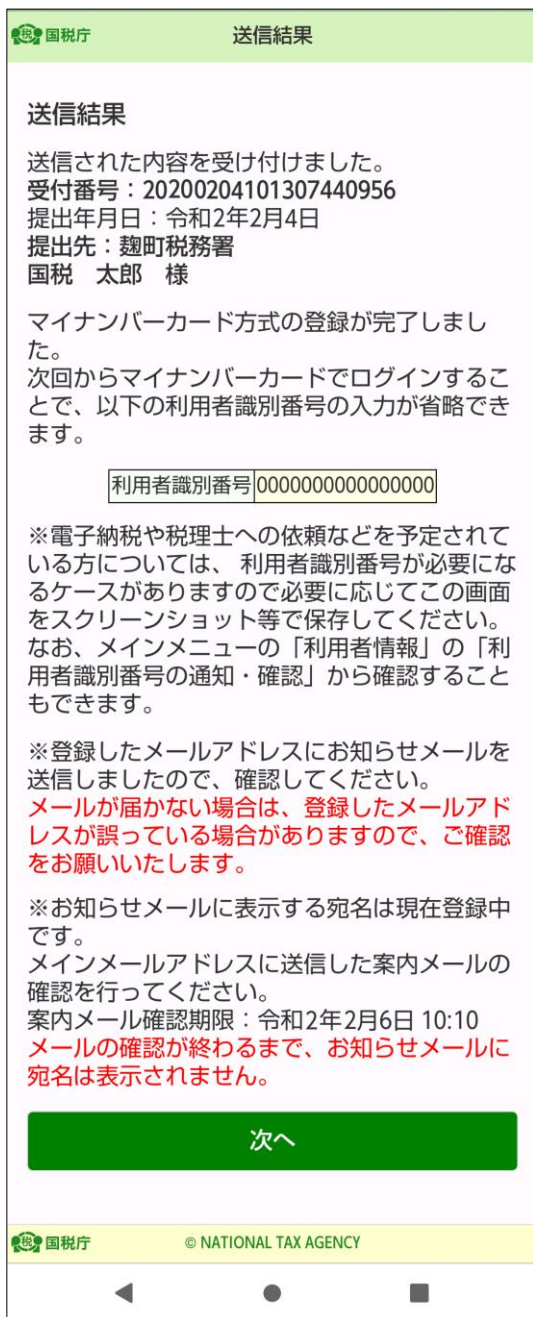 税 国税庁 送信結果
送信結果
送信された内容を受け付けました。
受付番号：20200204101307440956
提出年月日：令和2年2月4日
提出先：麹町税務署
国税　太郎　様
マイナンバーカード方式の登録が完了しまし
た。
次回からマイナンバーカードでログインするこ
とで、以下の利用者識別番号の入力が省略でき
ます。
利用者識別番号 0000000000000000
※電子納税や税理士への依頼などを予定されて
いる方については、 利用者識別番号が必要にな
るケースがありますので必要に応じてこの画面
をスクリーンショット等で保存してください。
なお、メインメニューの「利用者情報」の「利
用者識別番号の通知・確認」から確認すること
もできます。
※登録したメールアドレスにお知らせメールを
送信しましたので、確認してください。
メールが届かない場合は、登録したメールアド
レスが誤っている場合がありますので、ご確認
をお願いいたします。
※お知らせメールに表示する宛名は現在登録中
です。
メインメールアドレスに送信した案内メールの
確認を行ってください。
案内メール確認期限：令和2年2月6日 10:10
メールの確認が終わるまで、お知らせメールに
宛名は表示されません。
次へ
税 国税庁 © NATIONAL TAX AGENCY